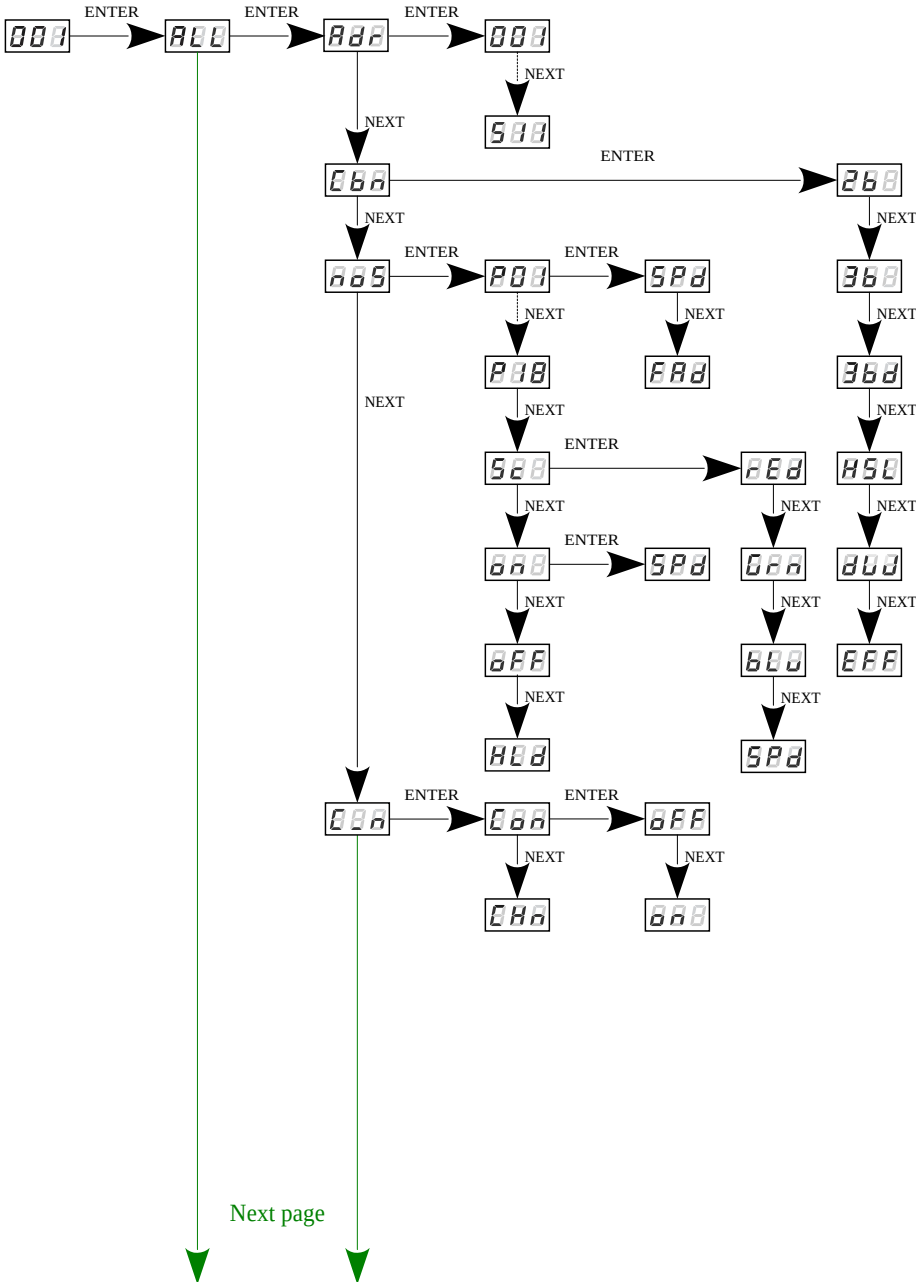 ENTER ENTER ENTER
001 ALL Adr 001
NEXT
NEXT 511
ENTER
Cbn 2b
NEXT NEXT
ENTER ENTER
noS P01 SPd 3b
NEXT NEXT NEXT
P18 FAd 3bd
NEXT NEXT NEXT
ENTER
Sc rEd HSL
NEXT NEXT NEXT
ENTER
on SPd Grn dUJ
NEXT NEXT NEXT
oFF bLu EFF
NEXT NEXT
HLd SPd
ENTER ENTER
C_n Con oFF
NEXT NEXT
CHn on
Next page